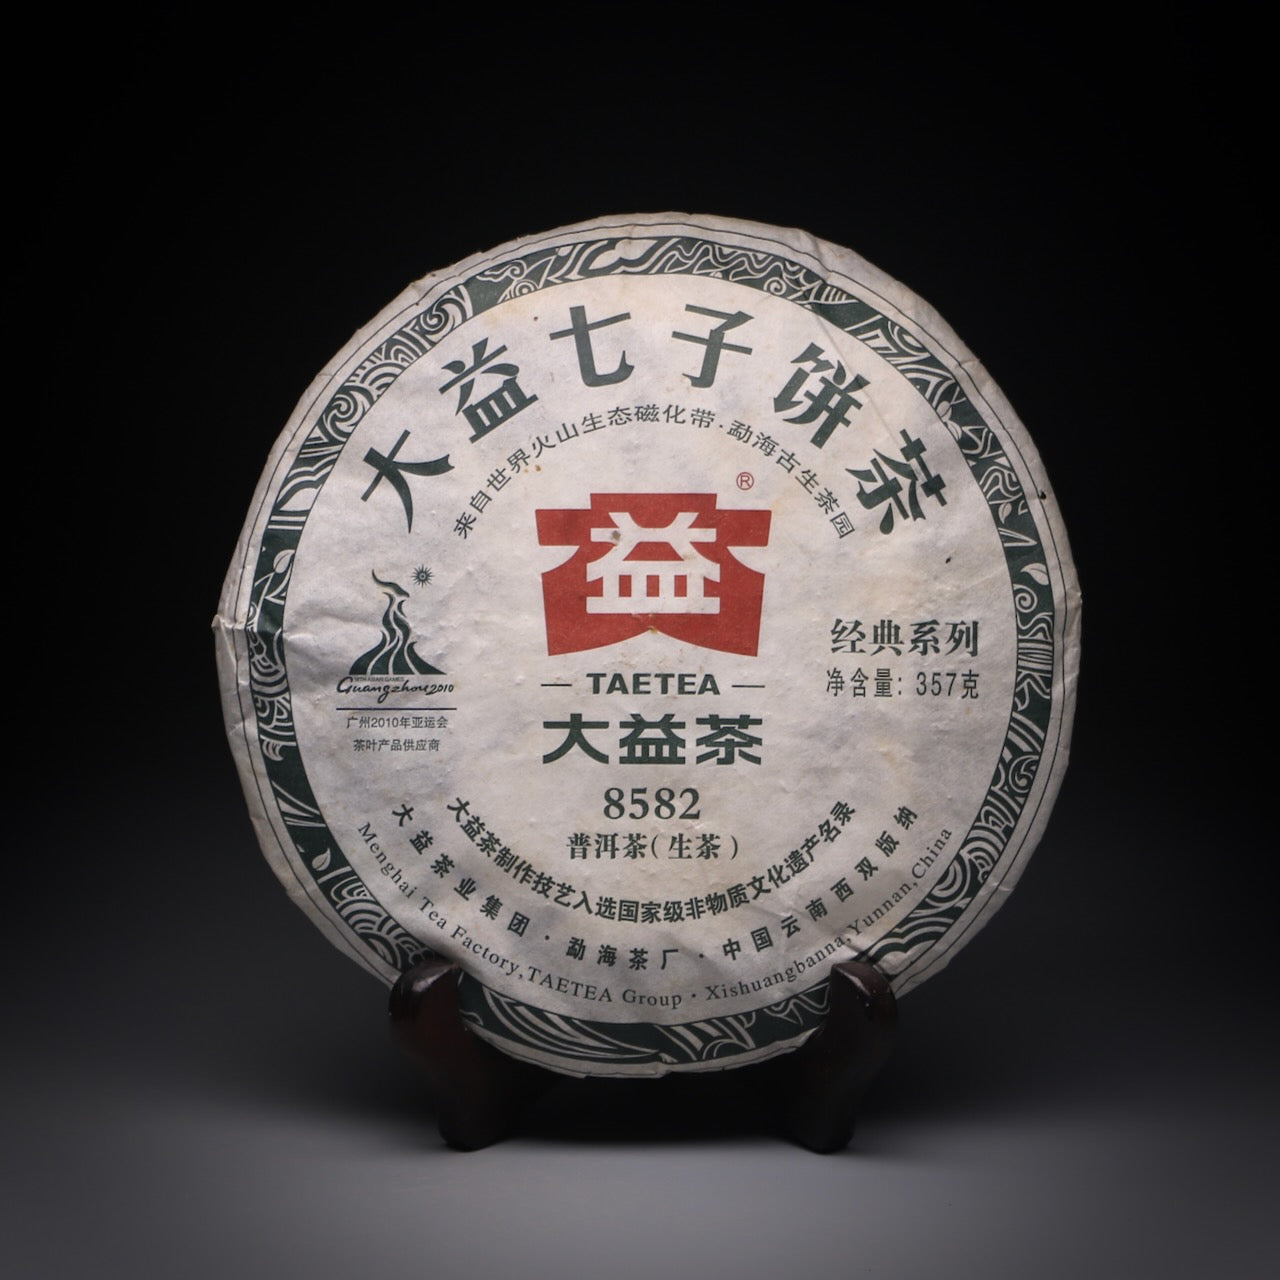 大益七子饼茶
来自世界火山生态磁化带·勐海古生茶园
®
益
TAETEA
大益茶
8582
普洱茶(生茶)
经典系列
净含量: 357克
16TH ASIAN GAMES
Guangzhou 2010
广州2010年亚运会
茶叶产品供应商
大益茶制作技艺入选国家级非物质文化遗产名录
大益茶业集团·勐海茶厂·中国云南西双版纳
Menghai Tea Factory,TAETEA Group·Xishuangbanna,Yunnan,China